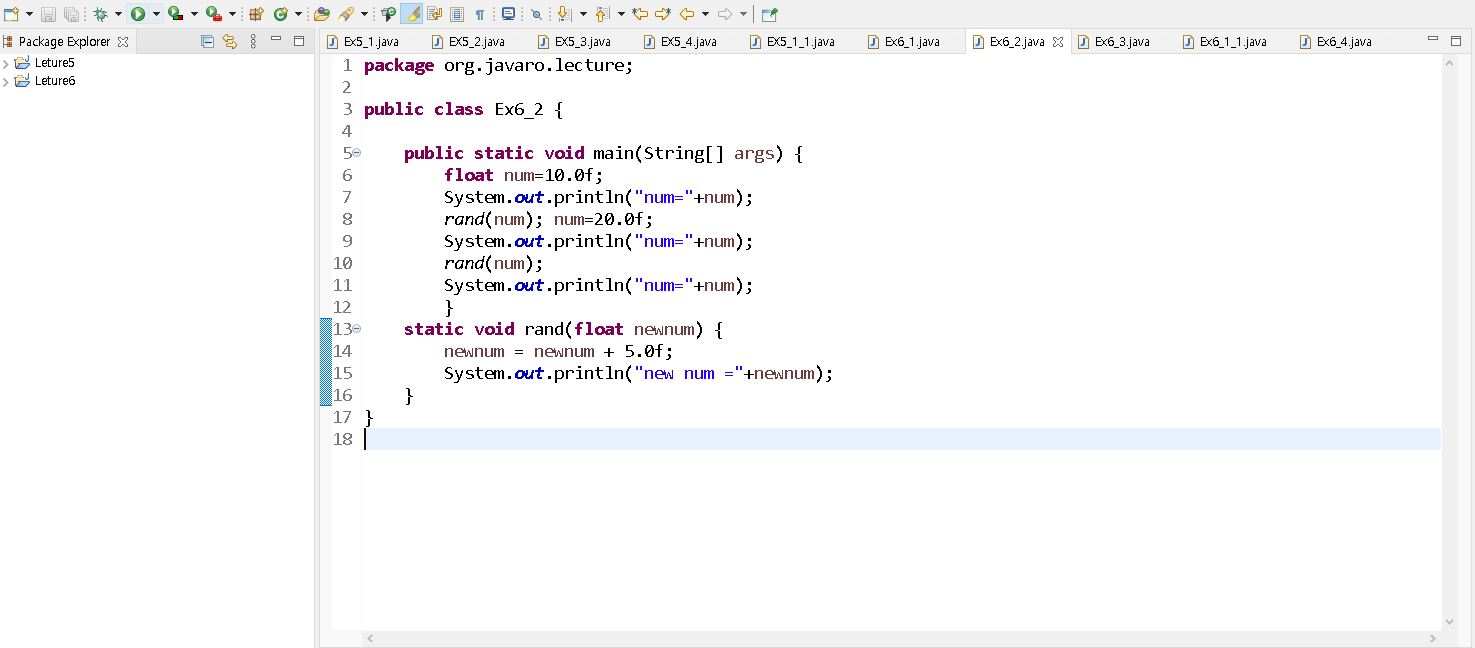 Package Explorer
Leture5
Leture6
Ex5_1.java
EX5_2.java
EX5_3.java
EX5_4.java
EX5_1_1.java
Ex6_1.java
Ex6_2.java
Ex6_3.java
Ex6_1_1.java
Ex6_4.java
1 package org.javaro.lecture;
2
3 public class Ex6_2 {
4
5 public static void main(String[] args) {
6 float num=10.0f;
7 System.out.println("num="+num);
8 rand(num); num=20.0f;
9 System.out.println("num="+num);
10 rand(num);
11 System.out.println("num="+num);
12 }
13 static void rand(float newnum) {
14 newnum = newnum + 5.0f;
15 System.out.println("new num ="+newnum);
16 }
17 }
18